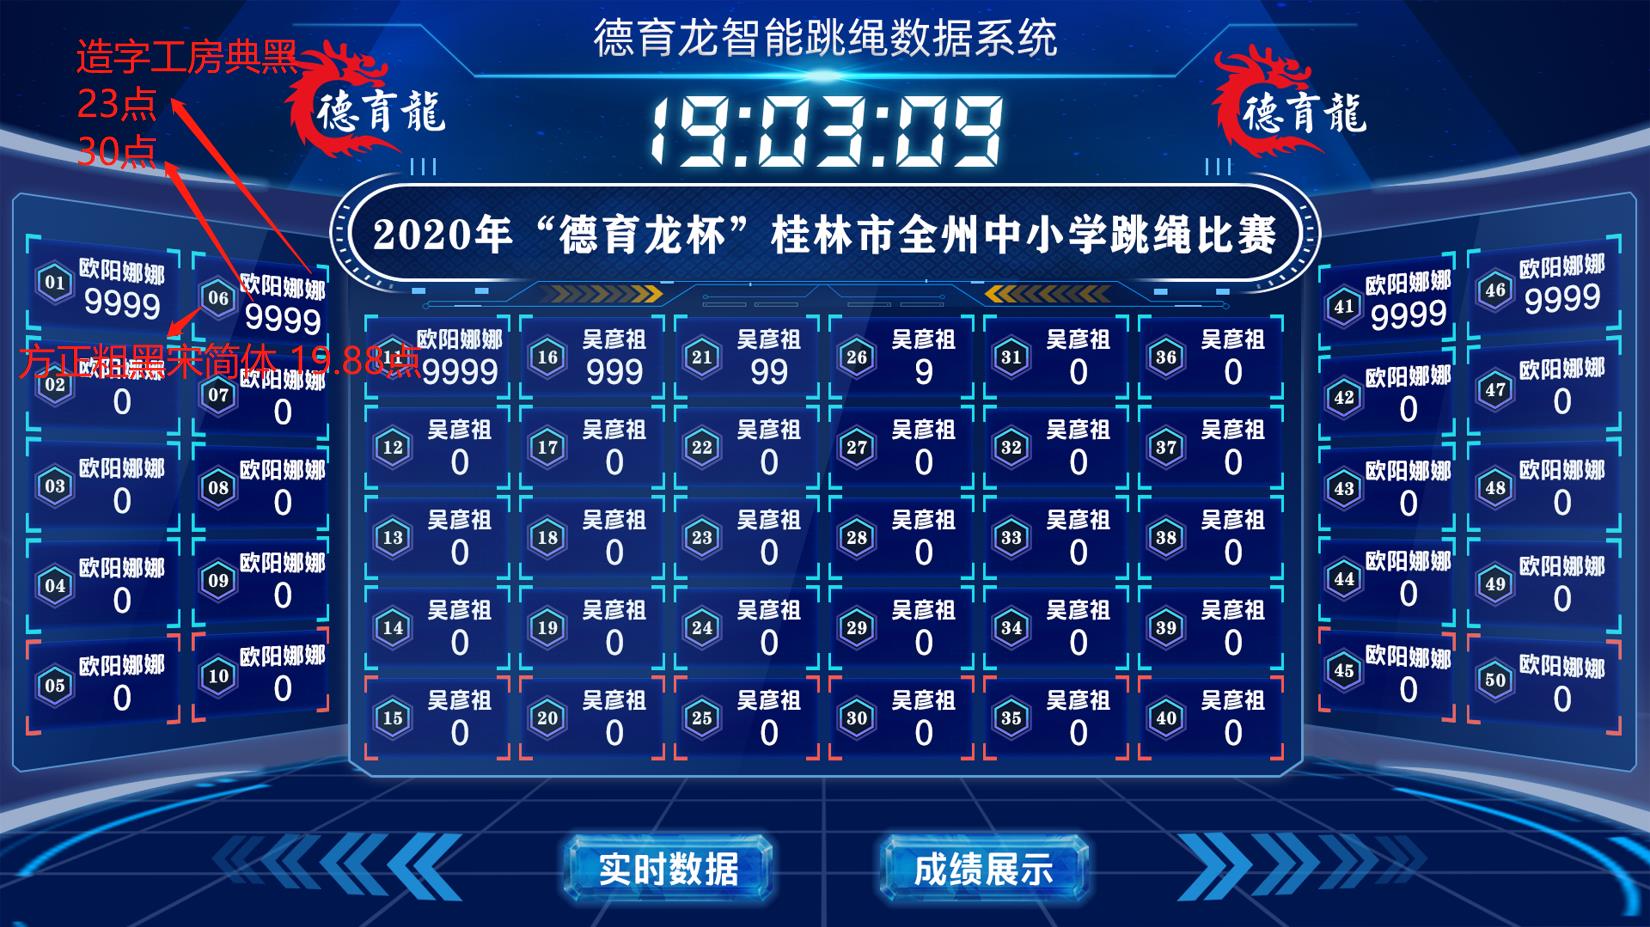 德育龙智能跳绳数据系统
造字工房典黑
23点
30点
德育龍
德育龍
19:03:09
2020年“德育龙杯”桂林市全州中小学跳绳比赛
方正粗黑宋简体 19.88点
01 欧阳娜娜
9999
02 欧阳娜娜
0
03 欧阳娜娜
0
04 欧阳娜娜
0
05 欧阳娜娜
0
06 欧阳娜娜
9999
07 欧阳娜娜
0
08 欧阳娜娜
0
09 欧阳娜娜
0
10 欧阳娜娜
0
11 欧阳娜娜
9999
12 吴彦祖
0
13 吴彦祖
0
14 吴彦祖
0
15 吴彦祖
0
16 吴彦祖
999
17 吴彦祖
0
18 吴彦祖
0
19 吴彦祖
0
20 吴彦祖
0
21 吴彦祖
99
22 吴彦祖
0
23 吴彦祖
0
24 吴彦祖
0
25 吴彦祖
0
26 吴彦祖
9
27 吴彦祖
0
28 吴彦祖
0
29 吴彦祖
0
30 吴彦祖
0
31 吴彦祖
0
32 吴彦祖
0
33 吴彦祖
0
34 吴彦祖
0
35 吴彦祖
0
36 吴彦祖
0
37 吴彦祖
0
38 吴彦祖
0
39 吴彦祖
0
40 吴彦祖
0
41 欧阳娜娜
9999
42 欧阳娜娜
0
43 欧阳娜娜
0
44 欧阳娜娜
0
45 欧阳娜娜
0
46 欧阳娜娜
9999
47 欧阳娜娜
0
48 欧阳娜娜
0
49 欧阳娜娜
0
50 欧阳娜娜
0
实时数据
成绩展示